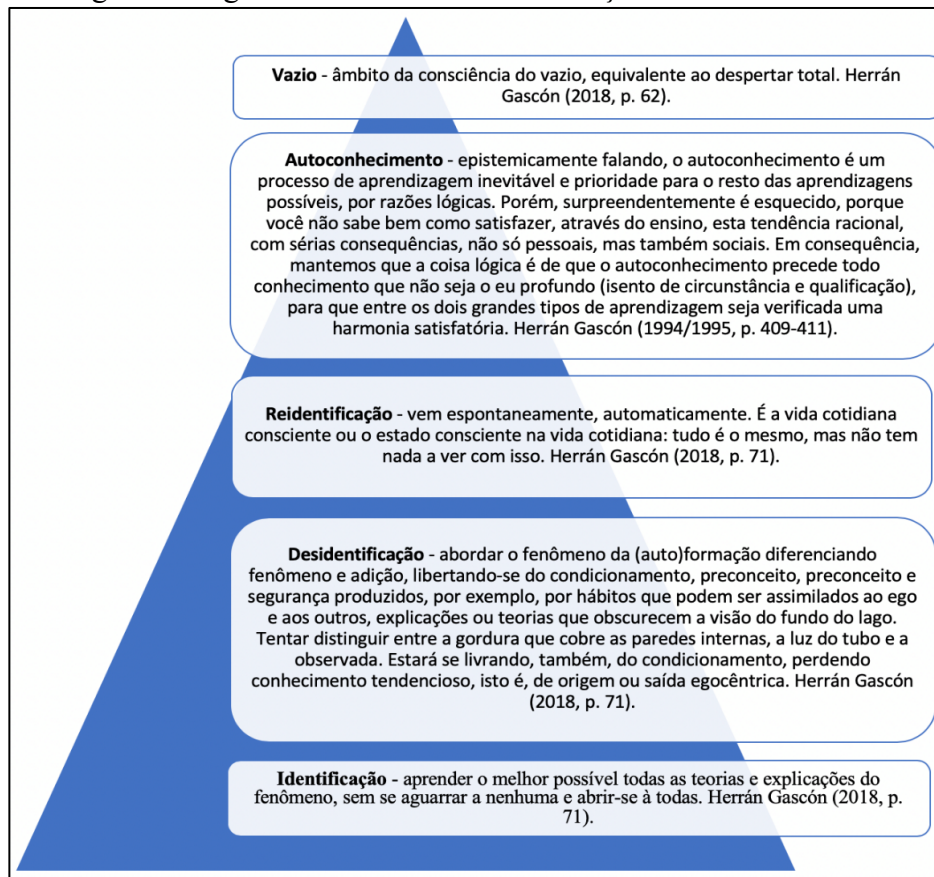 Vazio - âmbito da consciência do vazio, equivalente ao despertar total. Herrán
Gascón (2018, p. 62).
Autoconhecimento - epistemicamente falando, o autoconhecimento é um
processo de aprendizagem inevitável e prioridade para o resto das aprendizagens
possíveis, por razões lógicas. Porém, surpreendentemente é esquecido, porque
você não sabe bem como satisfazer, através do ensino, esta tendência racional,
com sérias consequências, não só pessoais, mas também sociais. Em consequência,
mantemos que a coisa lógica é de que o autoconhecimento precede todo
conhecimento que não seja o eu profundo (isento de circunstância e qualificação),
para que entre os dois grandes tipos de aprendizagem seja verificada uma
harmonia satisfatória. Herrán Gascón (1994/1995, p. 409-411).
Reidentificação - vem espontaneamente, automaticamente. É a vida cotidiana
consciente ou o estado consciente na vida cotidiana: tudo é o mesmo, mas não tem
nada a ver com isso. Herrán Gascón (2018, p. 71).
Desidentificação - abordar o fenômeno da (auto)formação diferenciando
fenômeno e adição, libertando-se do condicionamento, preconceito, preconceito e
segurança produzidos, por exemplo, por hábitos que podem ser assimilados ao ego
e aos outros, explicações ou teorias que obscurecem a visão do fundo do lago.
Tentar distinguir entre a gordura que cobre as paredes internas, a luz do tubo e a
observada. Estará se livrando, também, do condicionamento, perdendo
conhecimento tendencioso, isto é, de origem ou saída egocêntrica. Herrán Gascón
(2018, p. 71).
Identificação - aprender o melhor possível todas as teorias e explicações do
fenômeno, sem se aguarrar a nenhuma e abrir-se à todas. Herrán Gascón (2018, p.
71).